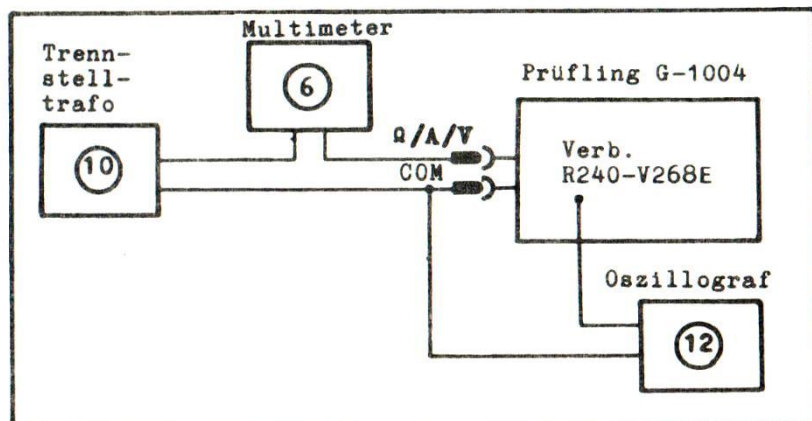 Multimeter
6
Trenn-
stell-
trafo
10
Ω/A/V
COM
Prüfling G-1004
Verb.
R240-V268E
Oszillograf
12